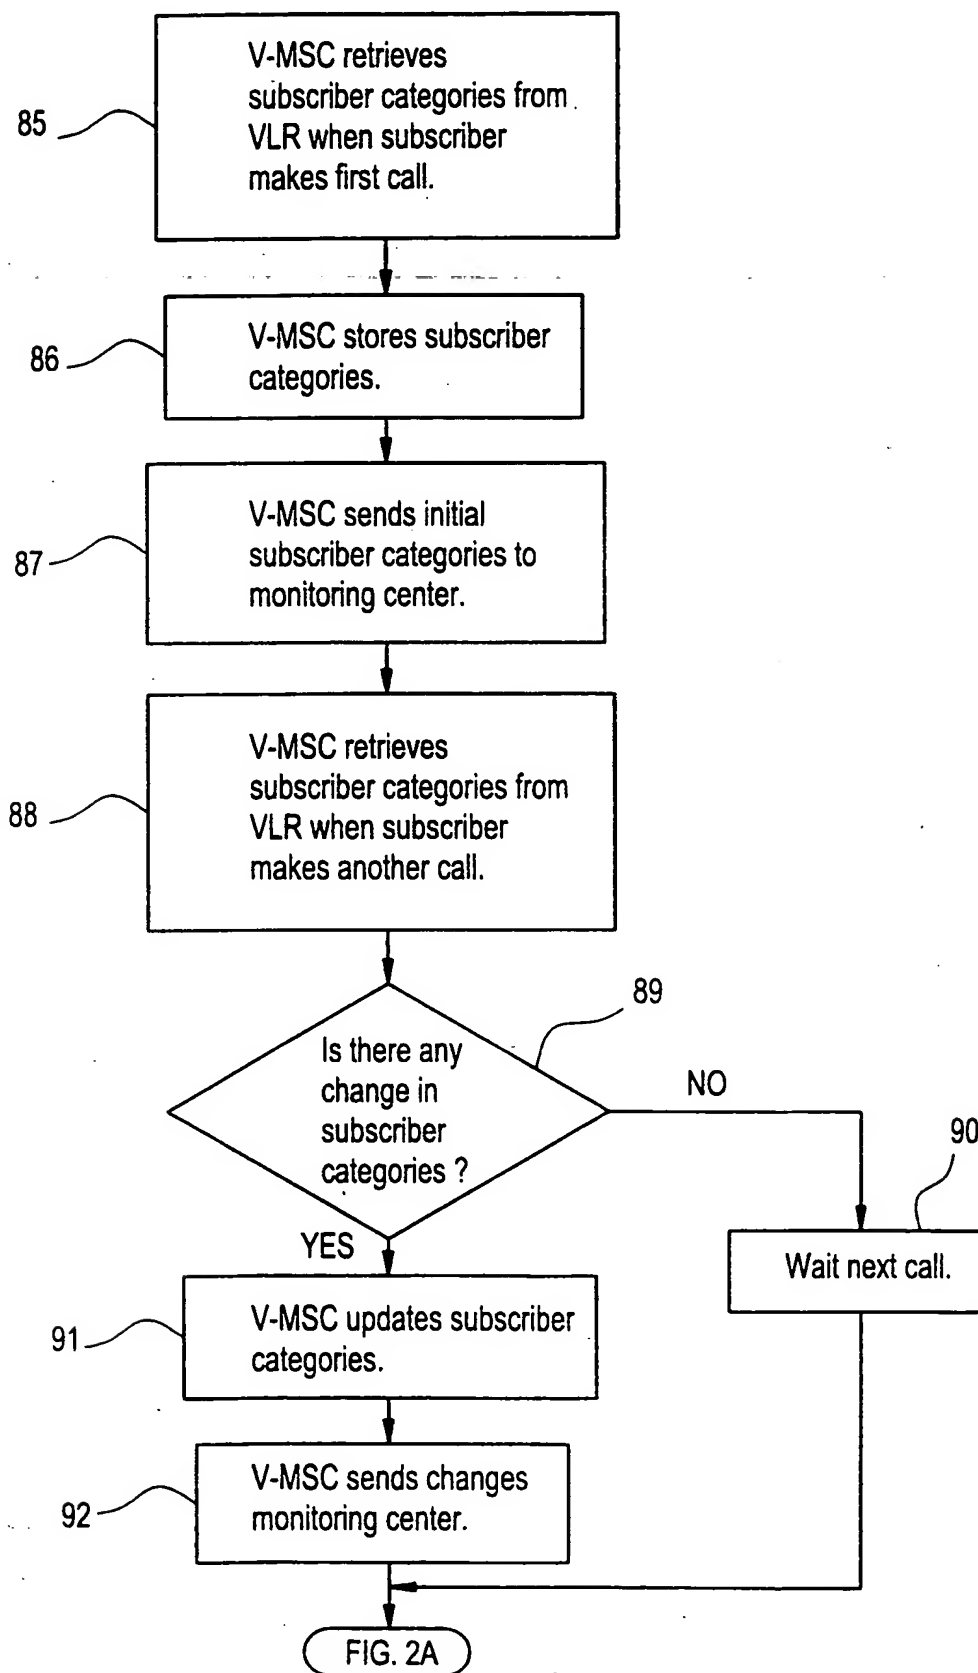 V-MSC retrieves
subscriber categories from
VLR when subscriber
makes first call.
85
V-MSC stores subscriber
categories.
86
V-MSC sends initial
subscriber categories to
monitoring center.
87
V-MSC retrieves
subscriber categories from
VLR when subscriber
makes another call.
88
89
Is there any
change in
subscriber
categories ?
NO
90
YES
Wait next call.
V-MSC updates subscriber
categories.
91
V-MSC sends changes
monitoring center.
92
FIG. 2A